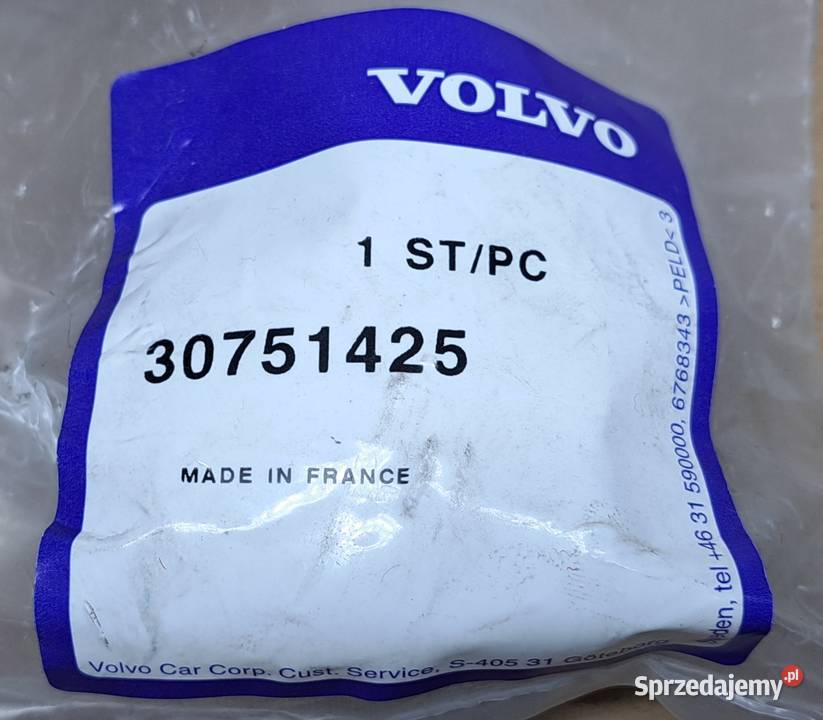 VOLVO
1 ST/PC
30751425
MADE IN FRANCE
Volvo Car Corp. Cust. Service, S-405 31 Göteborg
tel +46 31 590000, 6768343 >PELD< 3
Sprzedajemy.pl